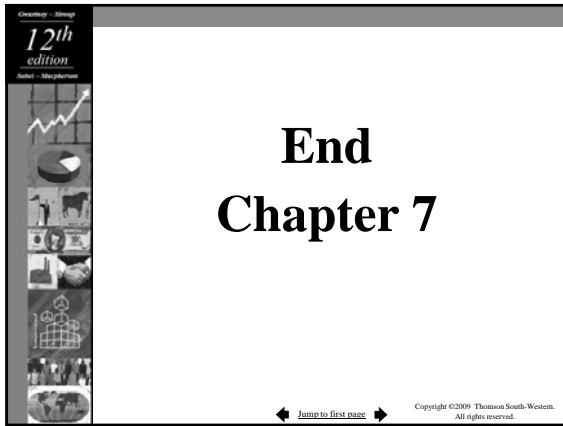 Gwartney – Stroup
12th
edition
Sobel – Macpherson
End
Chapter 7
Jump to first page
Copyright ©2009 Thomson South-Western.
All rights reserved.